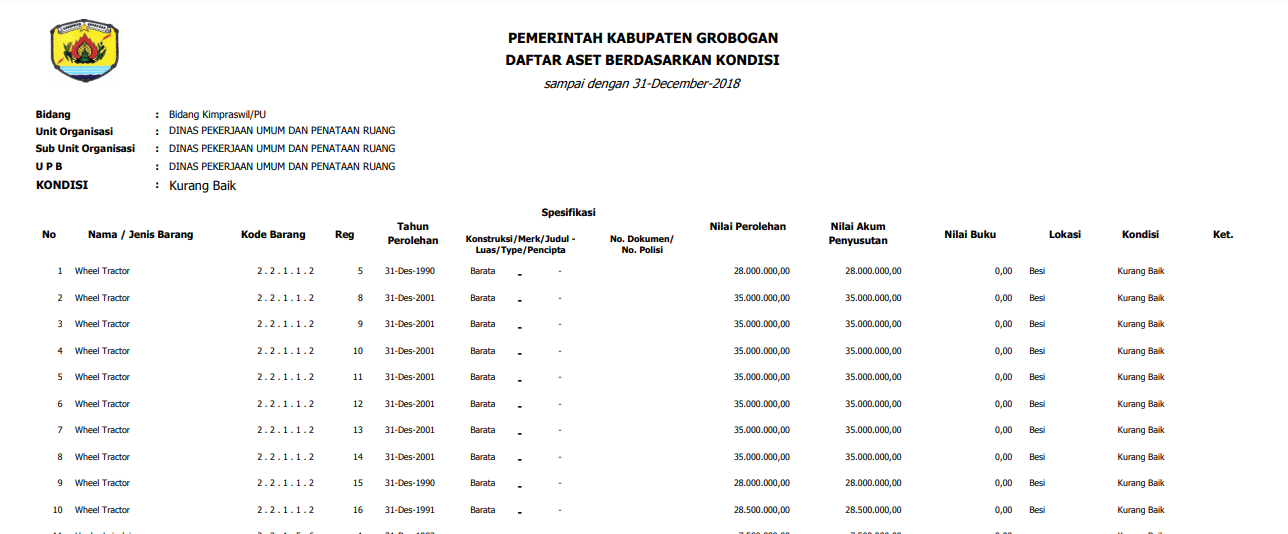 PEMERINTAH KABUPATEN GROBOGAN
DAFTAR ASET BERDASARKAN KONDISI
sampai dengan 31-December-2018
Bidang : Bidang Kimpraswil/PU
Unit Organisasi : DINAS PEKERJAAN UMUM DAN PENATAAN RUANG
Sub Unit Organisasi : DINAS PEKERJAAN UMUM DAN PENATAAN RUANG
U P B : DINAS PEKERJAAN UMUM DAN PENATAAN RUANG
KONDISI : Kurang Baik
No Nama / Jenis Barang Kode Barang Reg Tahun Perolehan Spesifikasi Konstruksi/Merk/Judul - Luas/Type/Pencipta No. Dokumen/ No. Polisi Nilai Perolehan Nilai Akum Penyusutan Nilai Buku Lokasi Kondisi Ket.
1 Wheel Tractor 2 . 2 . 1 . 1 . 2 5 31-Des-1990 Barata - - 28.000.000,00 28.000.000,00 0,00 Besi Kurang Baik
2 Wheel Tractor 2 . 2 . 1 . 1 . 2 8 31-Des-2001 Barata - - 35.000.000,00 35.000.000,00 0,00 Besi Kurang Baik
3 Wheel Tractor 2 . 2 . 1 . 1 . 2 9 31-Des-2001 Barata - - 35.000.000,00 35.000.000,00 0,00 Besi Kurang Baik
4 Wheel Tractor 2 . 2 . 1 . 1 . 2 10 31-Des-2001 Barata - - 35.000.000,00 35.000.000,00 0,00 Besi Kurang Baik
5 Wheel Tractor 2 . 2 . 1 . 1 . 2 11 31-Des-2001 Barata - - 35.000.000,00 35.000.000,00 0,00 Besi Kurang Baik
6 Wheel Tractor 2 . 2 . 1 . 1 . 2 12 31-Des-2001 Barata - - 35.000.000,00 35.000.000,00 0,00 Besi Kurang Baik
7 Wheel Tractor 2 . 2 . 1 . 1 . 2 13 31-Des-2001 Barata - - 35.000.000,00 35.000.000,00 0,00 Besi Kurang Baik
8 Wheel Tractor 2 . 2 . 1 . 1 . 2 14 31-Des-2001 Barata - - 35.000.000,00 35.000.000,00 0,00 Besi Kurang Baik
9 Wheel Tractor 2 . 2 . 1 . 1 . 2 15 31-Des-1990 Barata - - 28.000.000,00 28.000.000,00 0,00 Besi Kurang Baik
10 Wheel Tractor 2 . 2 . 1 . 1 . 2 16 31-Des-1991 Barata - - 28.500.000,00 28.500.000,00 0,00 Besi Kurang Baik